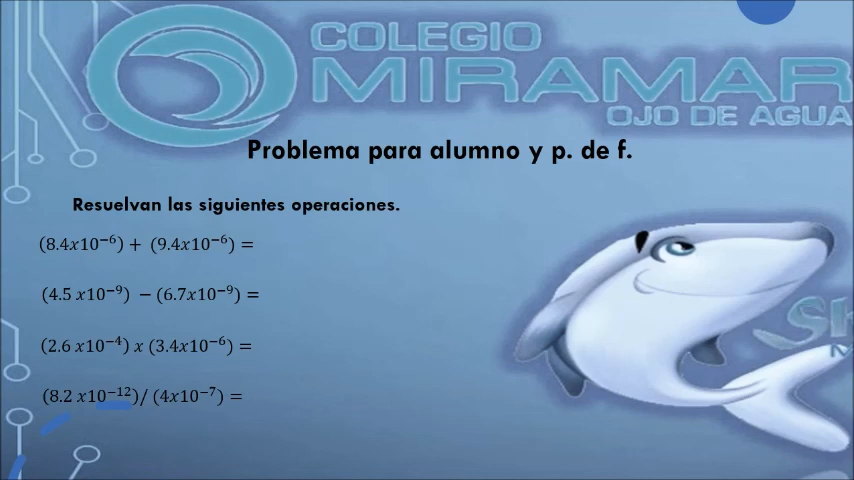 COLEGIO
MIRAMAR
OJO DE AGUA
Problema para alumno y p. de f.
Resuelvan las siguientes operaciones.
(8.4x10⁻⁶) + (9.4x10⁻⁶) =
(4.5 x10⁻⁹) − (6.7x10⁻⁹) =
(2.6 x10⁻⁴) x (3.4x10⁻⁶) =
(8.2 x10⁻¹²)/ (4x10⁻⁷) =